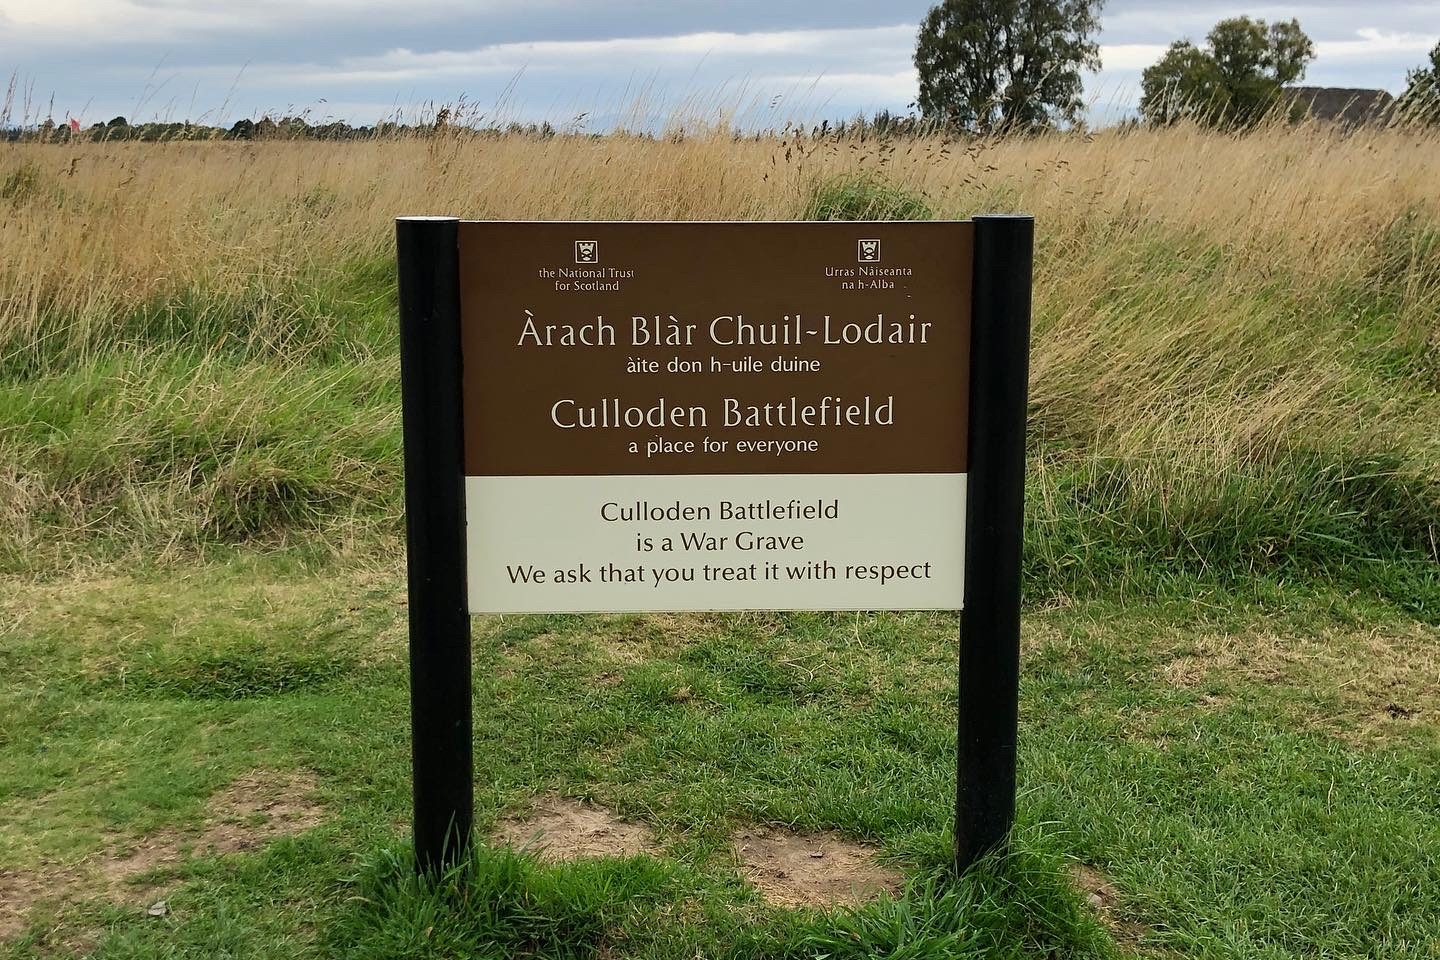 the National Trust
for Scotland
Urras Nàiseanta
na h-Alba
Àrach Blàr Chuil-Lodair
àite don h-uile duine
Culloden Battlefield
a place for everyone
Culloden Battlefield
is a War Grave
We ask that you treat it with respect